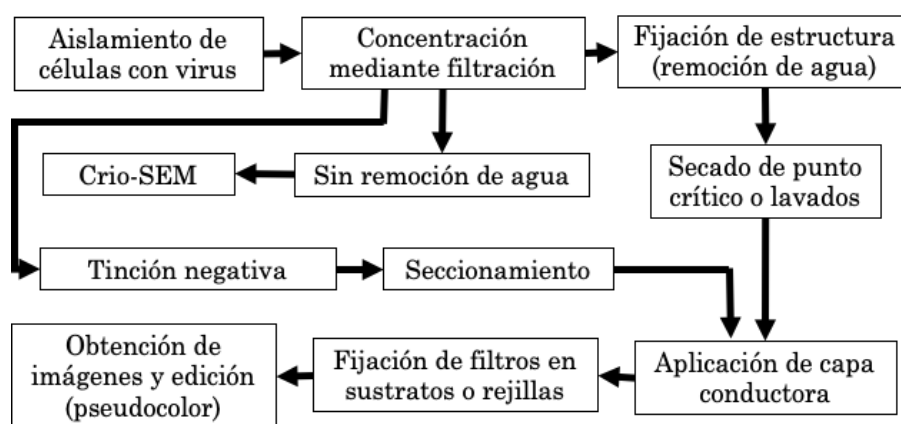 Aislamiento de
células con virus
Concentración
mediante filtración
Fijación de estructura
(remoción de agua)
Crio-SEM
Sin remoción de agua
Secado de punto
crítico o lavados
Tinción negativa
Seccionamiento
Obtención de
imágenes y edición
(pseudocolor)
Fijación de filtros en
sustratos o rejillas
Aplicación de capa
conductora